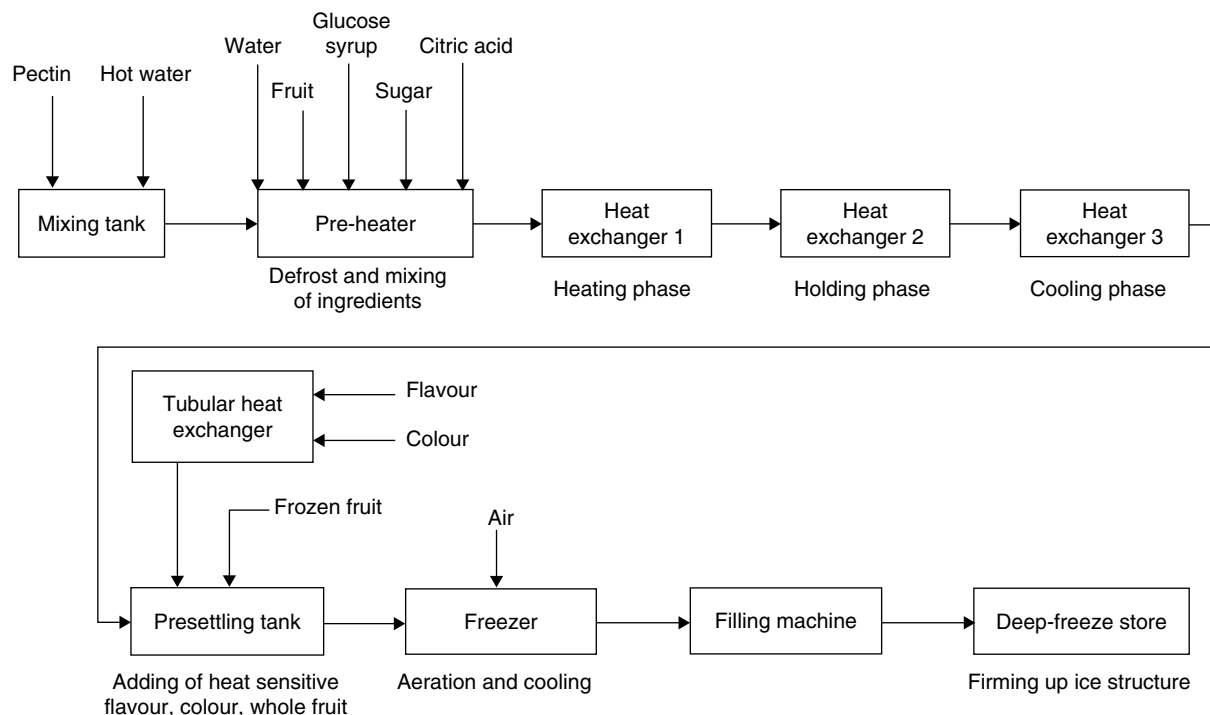 Pectin
Hot water
Water
Fruit
Glucose
syrup
Sugar
Citric acid
Mixing tank
Pre-heater
Defrost and mixing
of ingredients
Heat
exchanger 1
Heating phase
Heat
exchanger 2
Holding phase
Heat
exchanger 3
Cooling phase
Tubular heat
exchanger
Flavour
Colour
Frozen fruit
Air
Presettling tank
Adding of heat sensitive
flavour, colour, whole fruit
Freezer
Aeration and cooling
Filling machine
Deep-freeze store
Firming up ice structure